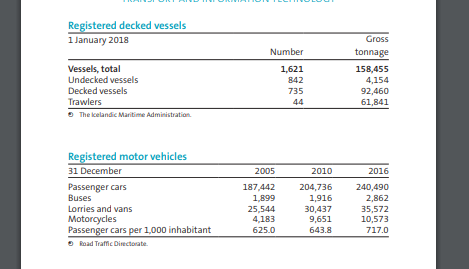 TRANSPORT AND INFORMATION TECHNOLOGY
Registered decked vessels
1 January 2018 Gross
Number tonnage
Vessels, total 1,621 158,455
Undecked vessels 842 4,154
Decked vessels 735 92,460
Trawlers 44 61,841
The Icelandic Maritime Administration.
Registered motor vehicles
31 December 2005 2010 2016
Passenger cars 187,442 204,736 240,490
Buses 1,899 1,916 2,862
Lorries and vans 25,544 30,437 35,572
Motorcycles 4,183 9,651 10,573
Passenger cars per 1,000 inhabitant 625.0 643.8 717.0
Road Traffic Directorate.